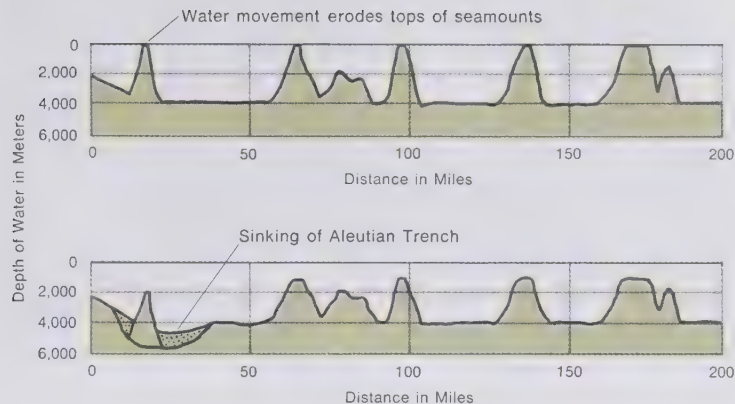 Water movement erodes tops of seamounts
0
2,000
4,000
6,000
0 50 100 150 200
Distance in Miles
Depth of Water in Meters
Sinking of Aleutian Trench
0
2,000
4,000
6,000
0 50 100 150 200
Distance in Miles